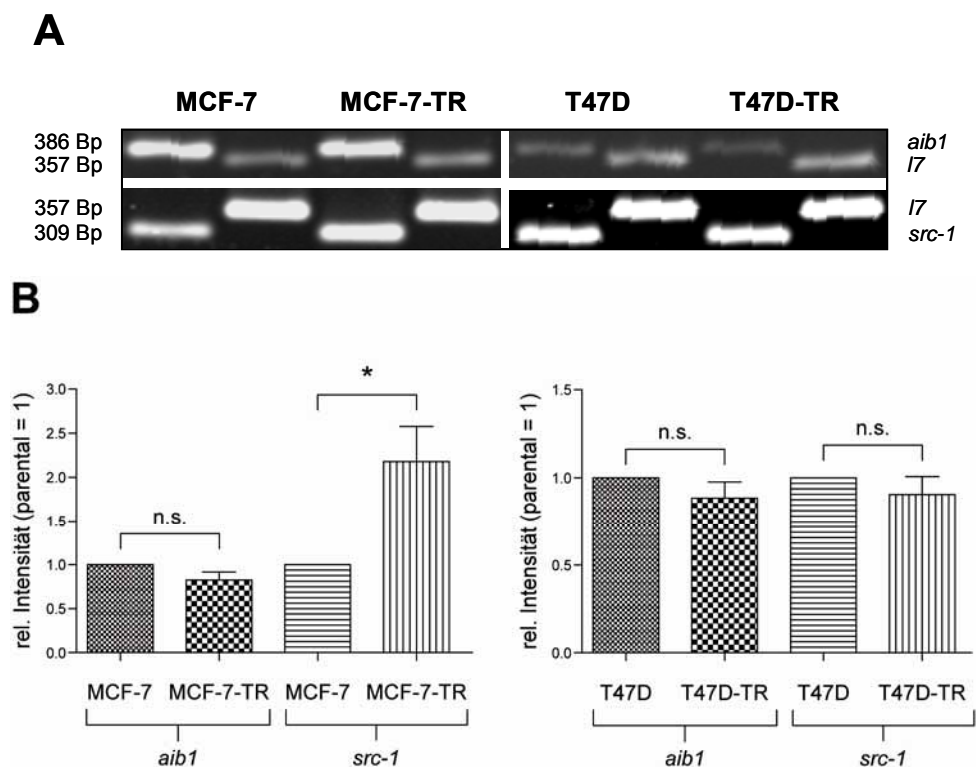 A
MCF-7 MCF-7-TR T47D T47D-TR
386 Bp aib1
357 Bp l7
357 Bp l7
309 Bp src-1
B
rel. Intensität (parental = 1)
3.0
2.5
2.0
1.5
1.0
0.5
0.0
n.s.
*
MCF-7 MCF-7-TR MCF-7 MCF-7-TR
aib1 src-1
rel. Intensität (parental = 1)
1.5
1.0
0.5
0.0
n.s.
n.s.
T47D T47D-TR T47D T47D-TR
aib1 src-1